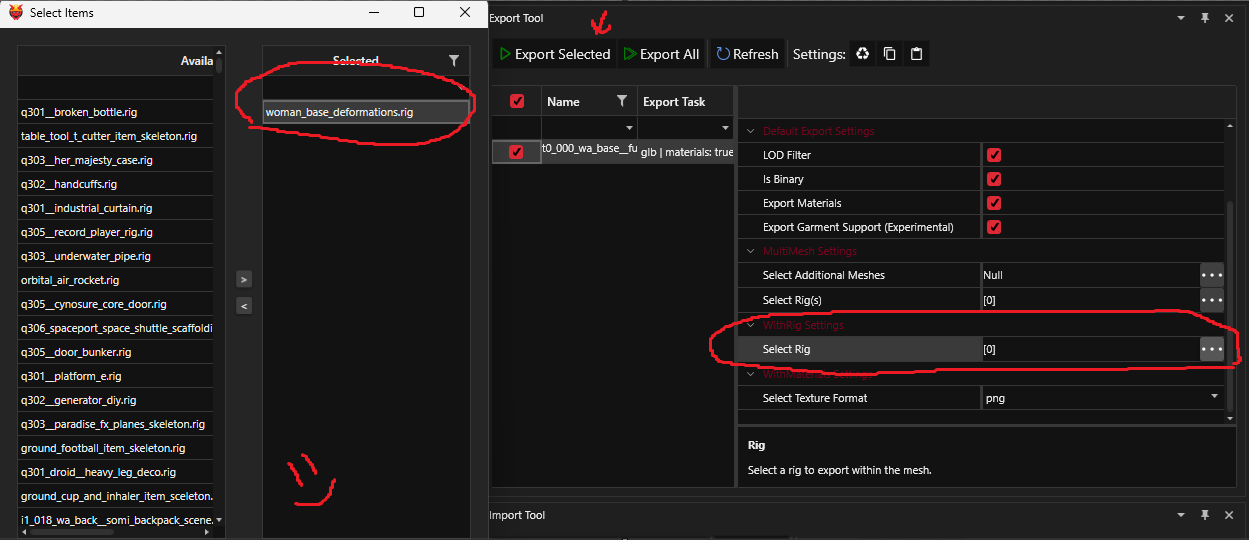 Select Items
Availa
Selected
q301__broken_bottle.rig
table_tool_t_cutter_item_skeleton.rig
q303__her_majesty_case.rig
q302__handcuffs.rig
q301__industrial_curtain.rig
q305__record_player_rig.rig
q303__underwater_pipe.rig
orbital_air_rocket.rig
q305__cynosure_core_door.rig
q306_spaceport_space_shuttle_scaffoldi
q305__door_bunker.rig
q301__platform_e.rig
q302__generator_diy.rig
q303__paradise_fx_planes_skeleton.rig
ground_football_item_skeleton.rig
q301_droid__heavy_leg_deco.rig
ground_cup_and_inhaler_item_sceleton.
i1_018_wa_back__somi_backpack_scene.
>
<
woman_base_deformations.rig
Export Tool
Export Selected
Export All
Refresh
Settings:
Name
Export Task
t0_000_wa_base__fu
glb | materials: true
Default Export Settings
LOD Filter
Is Binary
Export Materials
Export Garment Support (Experimental)
MultiMesh Settings
Select Additional Meshes
Null
Select Rig(s)
[0]
WithRig Settings
Select Rig
[0]
Settings
Select Texture Format
png
Rig
Select a rig to export within the mesh.
Import Tool